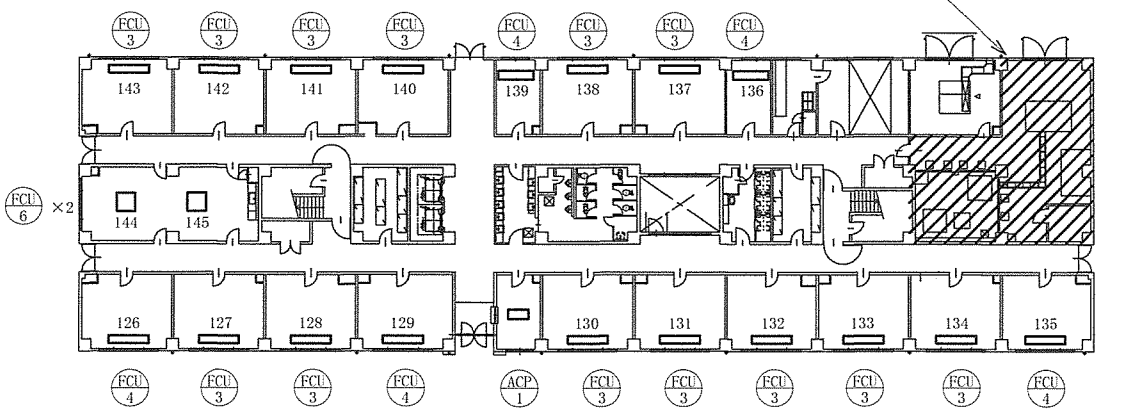 FCU FCU FCU FCU FCU FCU FCU FCU
3 3 3 3 4 3 3 4
143 142 141 140 139 138 137 136
FCU
6 ×2
144 145
126 127 128 129 130 131 132 133 134 135
FCU FCU FCU FCU ACP FCU FCU FCU FCU FCU FCU
4 3 3 4 1 3 3 3 3 3 4